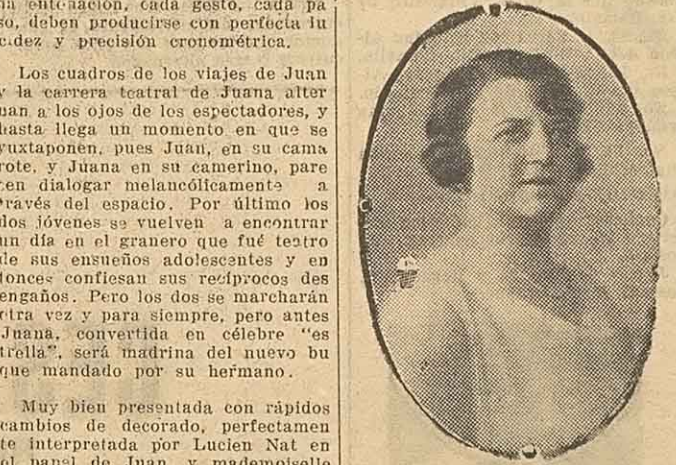 na entonación, cada gesto, cada pa
so, deben producirse con perfecta lu
cidez y precisión cronométrica.
Los cuadros de los viajes de Juan
y la carrera teatral de Juana alter
nan a los ojos de los espectadores, y
hasta llega un momento en que se
yuxtaponen, pues Juan, en su cama
rote, y Juana en su camerino, pare
cen dialogar melancólicamente a
través del espacio. Por último los
dos jóvenes se vuelven a encontrar
un día en el granero que fué teatro
de sus ensueños adolescentes y en
tonces confiesan sus recíprocos des
engaños. Pero los dos se marcharán
otra vez y para siempre, pero antes
Juana, convertida en célebre "es
trella", será madrina del nuevo bu
que mandado por su hermano.
Muy bien presentada con rápidos
cambios de decorado, perfectamen
te interpretada por Lucien Nat en
el papel de Juan, y mademoiselle